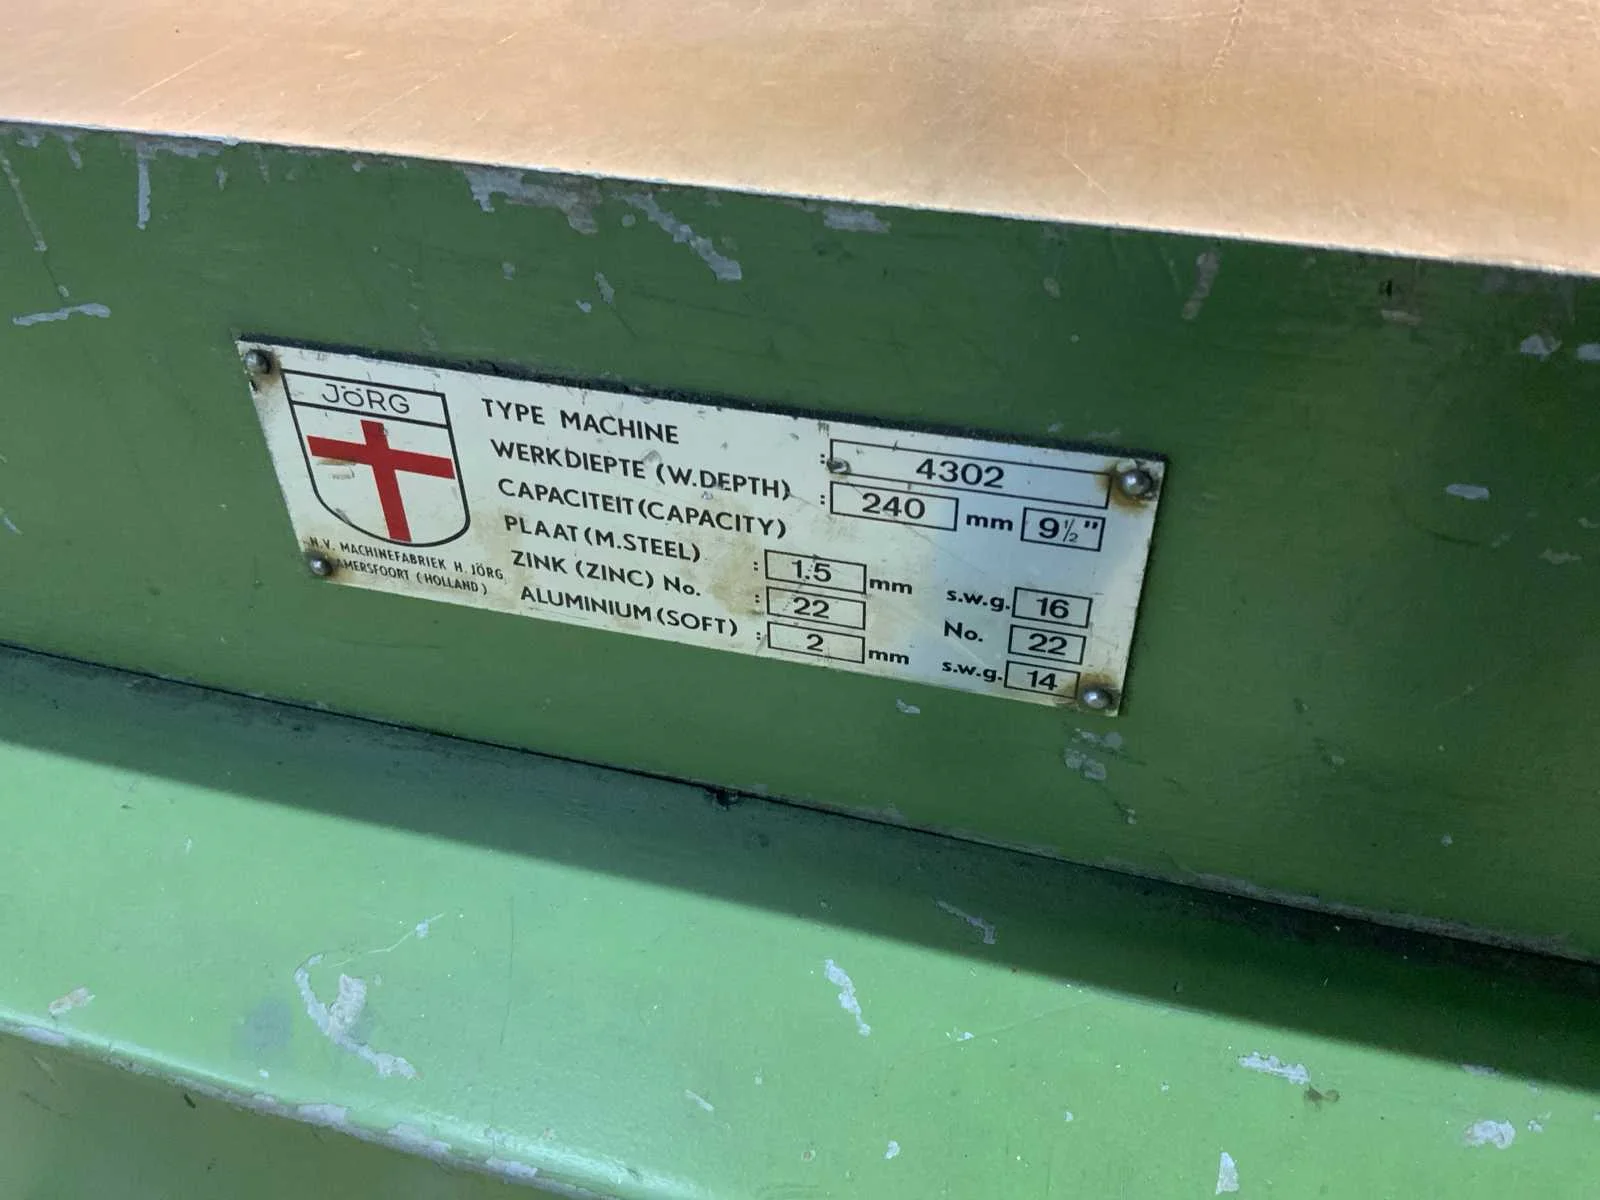 JÖRG
N.V. MACHINEFABRIEK H. JÖRG
AMERSFOORT (HOLLAND)
TYPE MACHINE : 4302
WERKDIEPTE (W.DEPTH) : 240 mm 9½"
CAPACITEIT (CAPACITY)
PLAAT (M.STEEL) : 1.5 mm s.w.g. 16
ZINK (ZINC) No. : 22 No. 22
ALUMINIUM (SOFT) : 2 mm s.w.g. 14